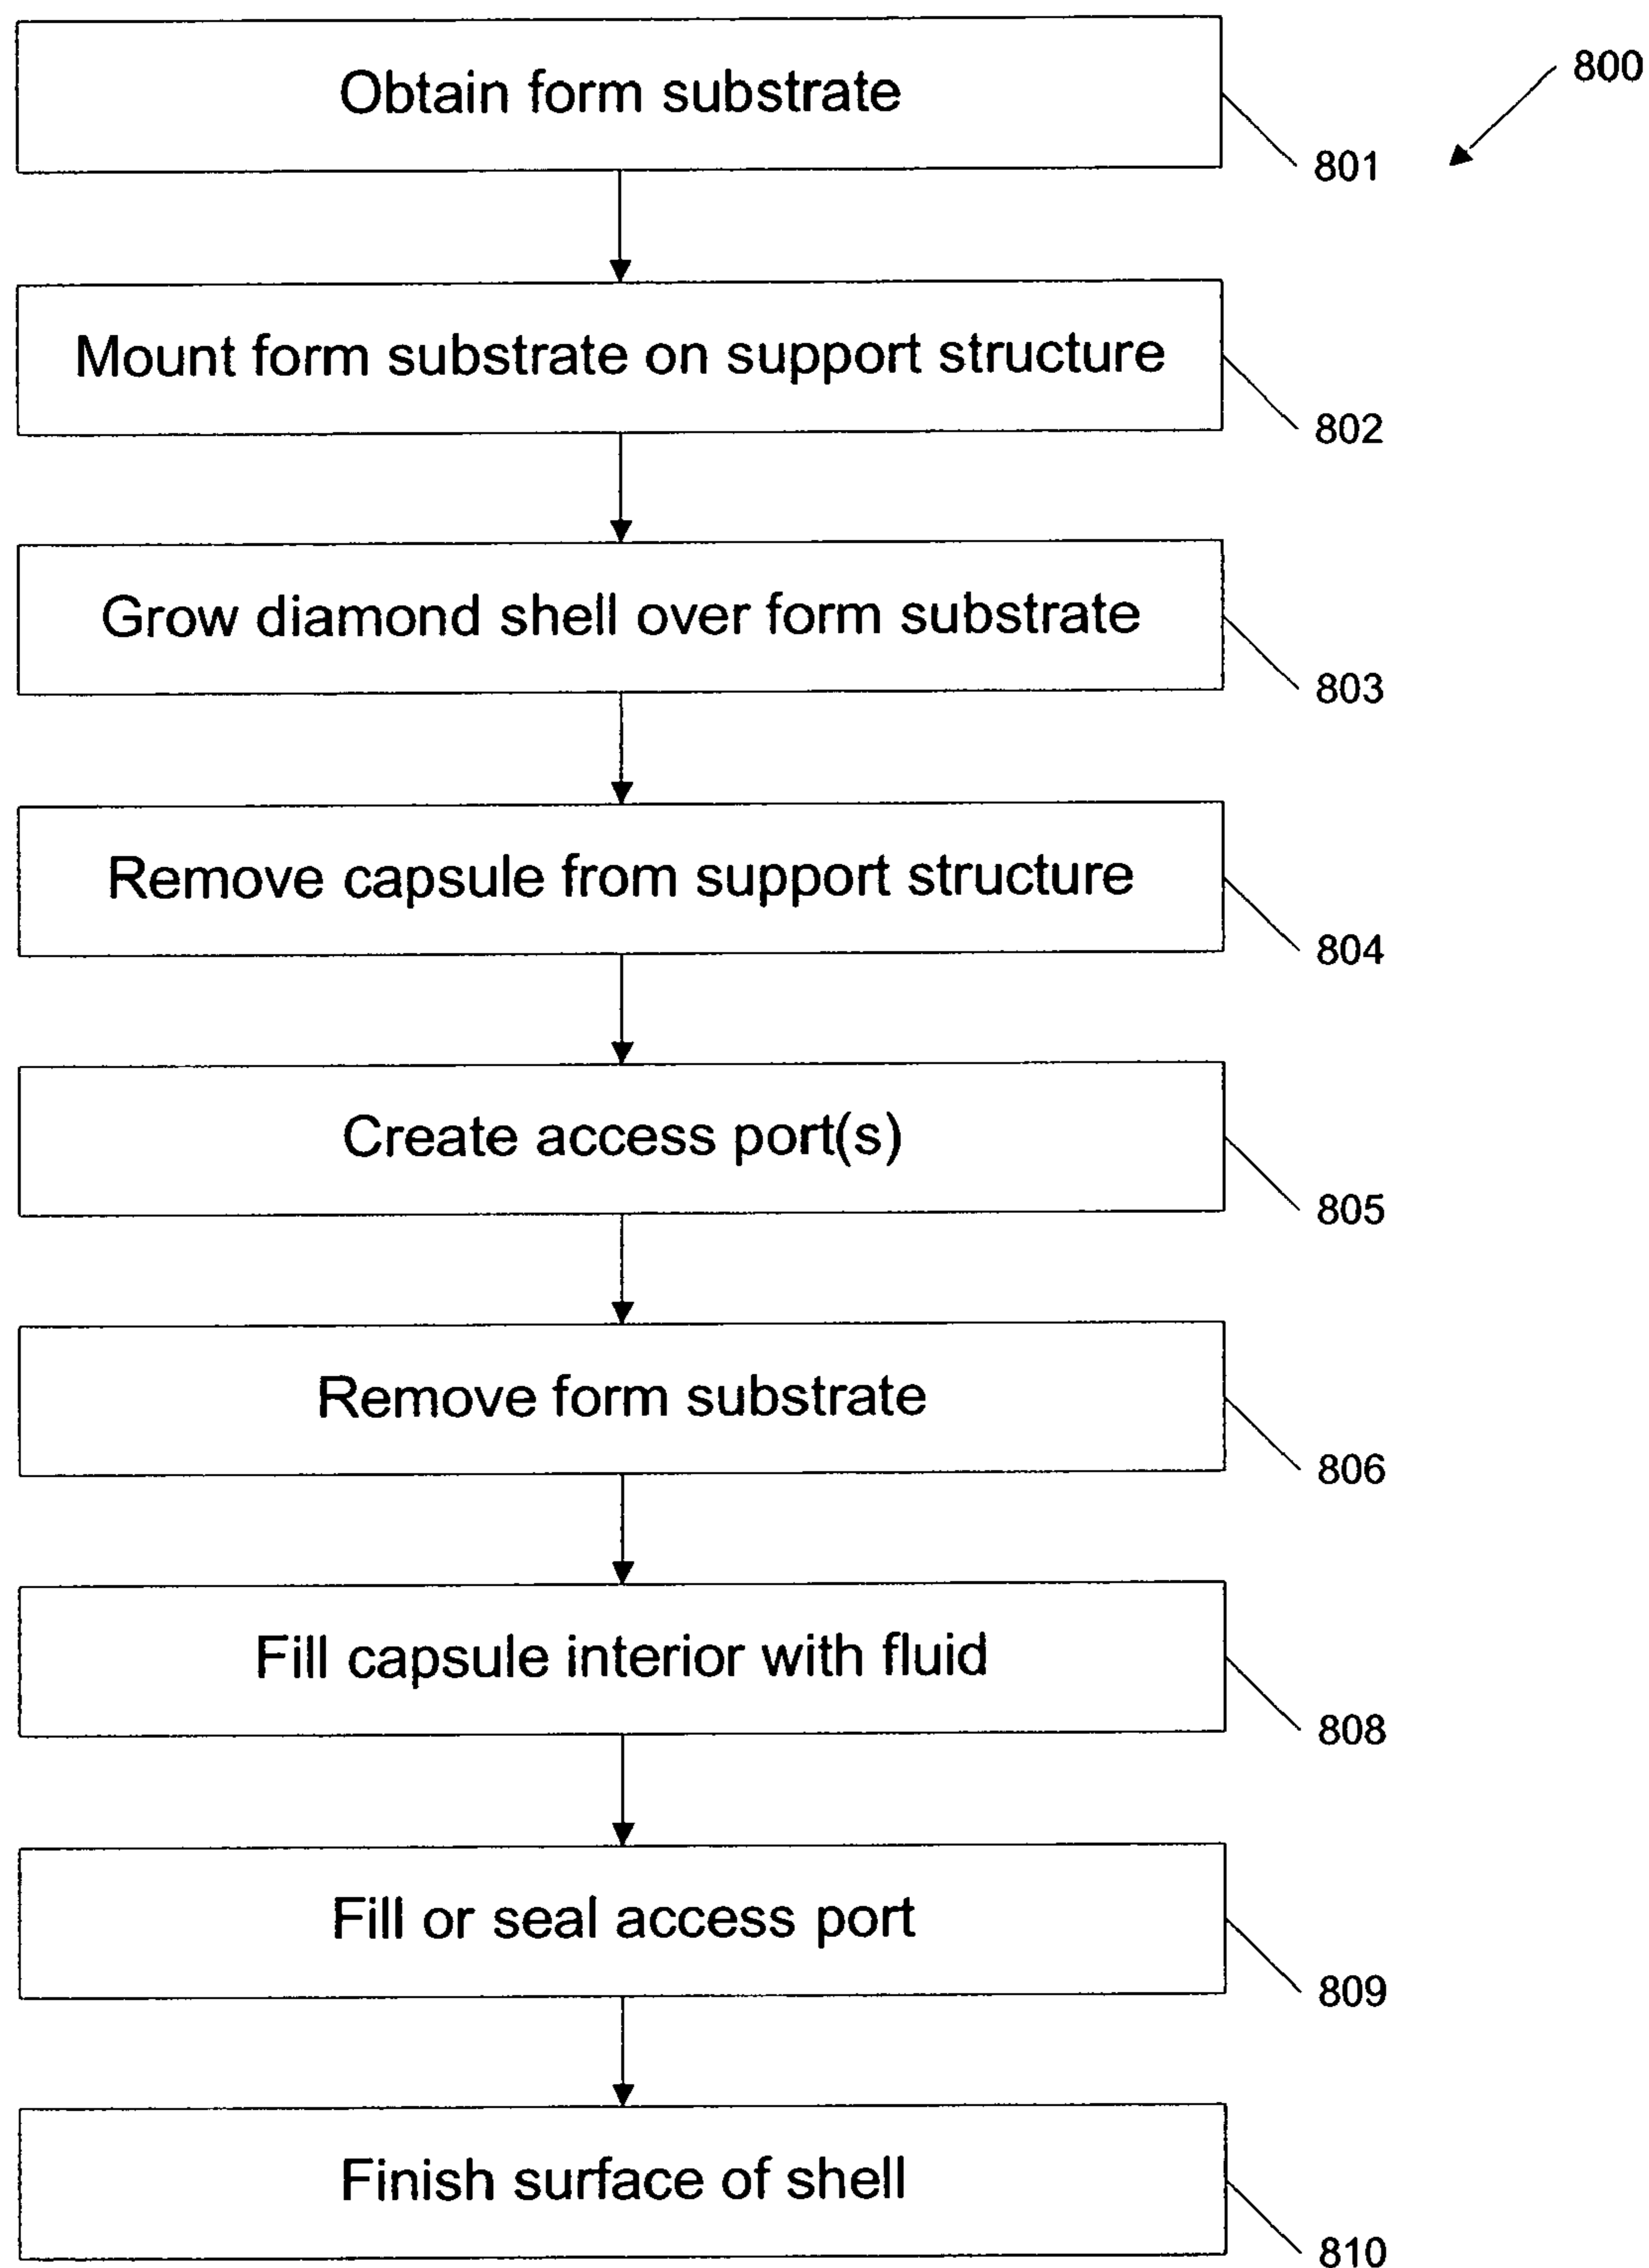 800
Obtain form substrate
801
Mount form substrate on support structure
802
Grow diamond shell over form substrate
803
Remove capsule from support structure
804
Create access port(s)
805
Remove form substrate
806
Fill capsule interior with fluid
808
Fill or seal access port
809
Finish surface of shell
810